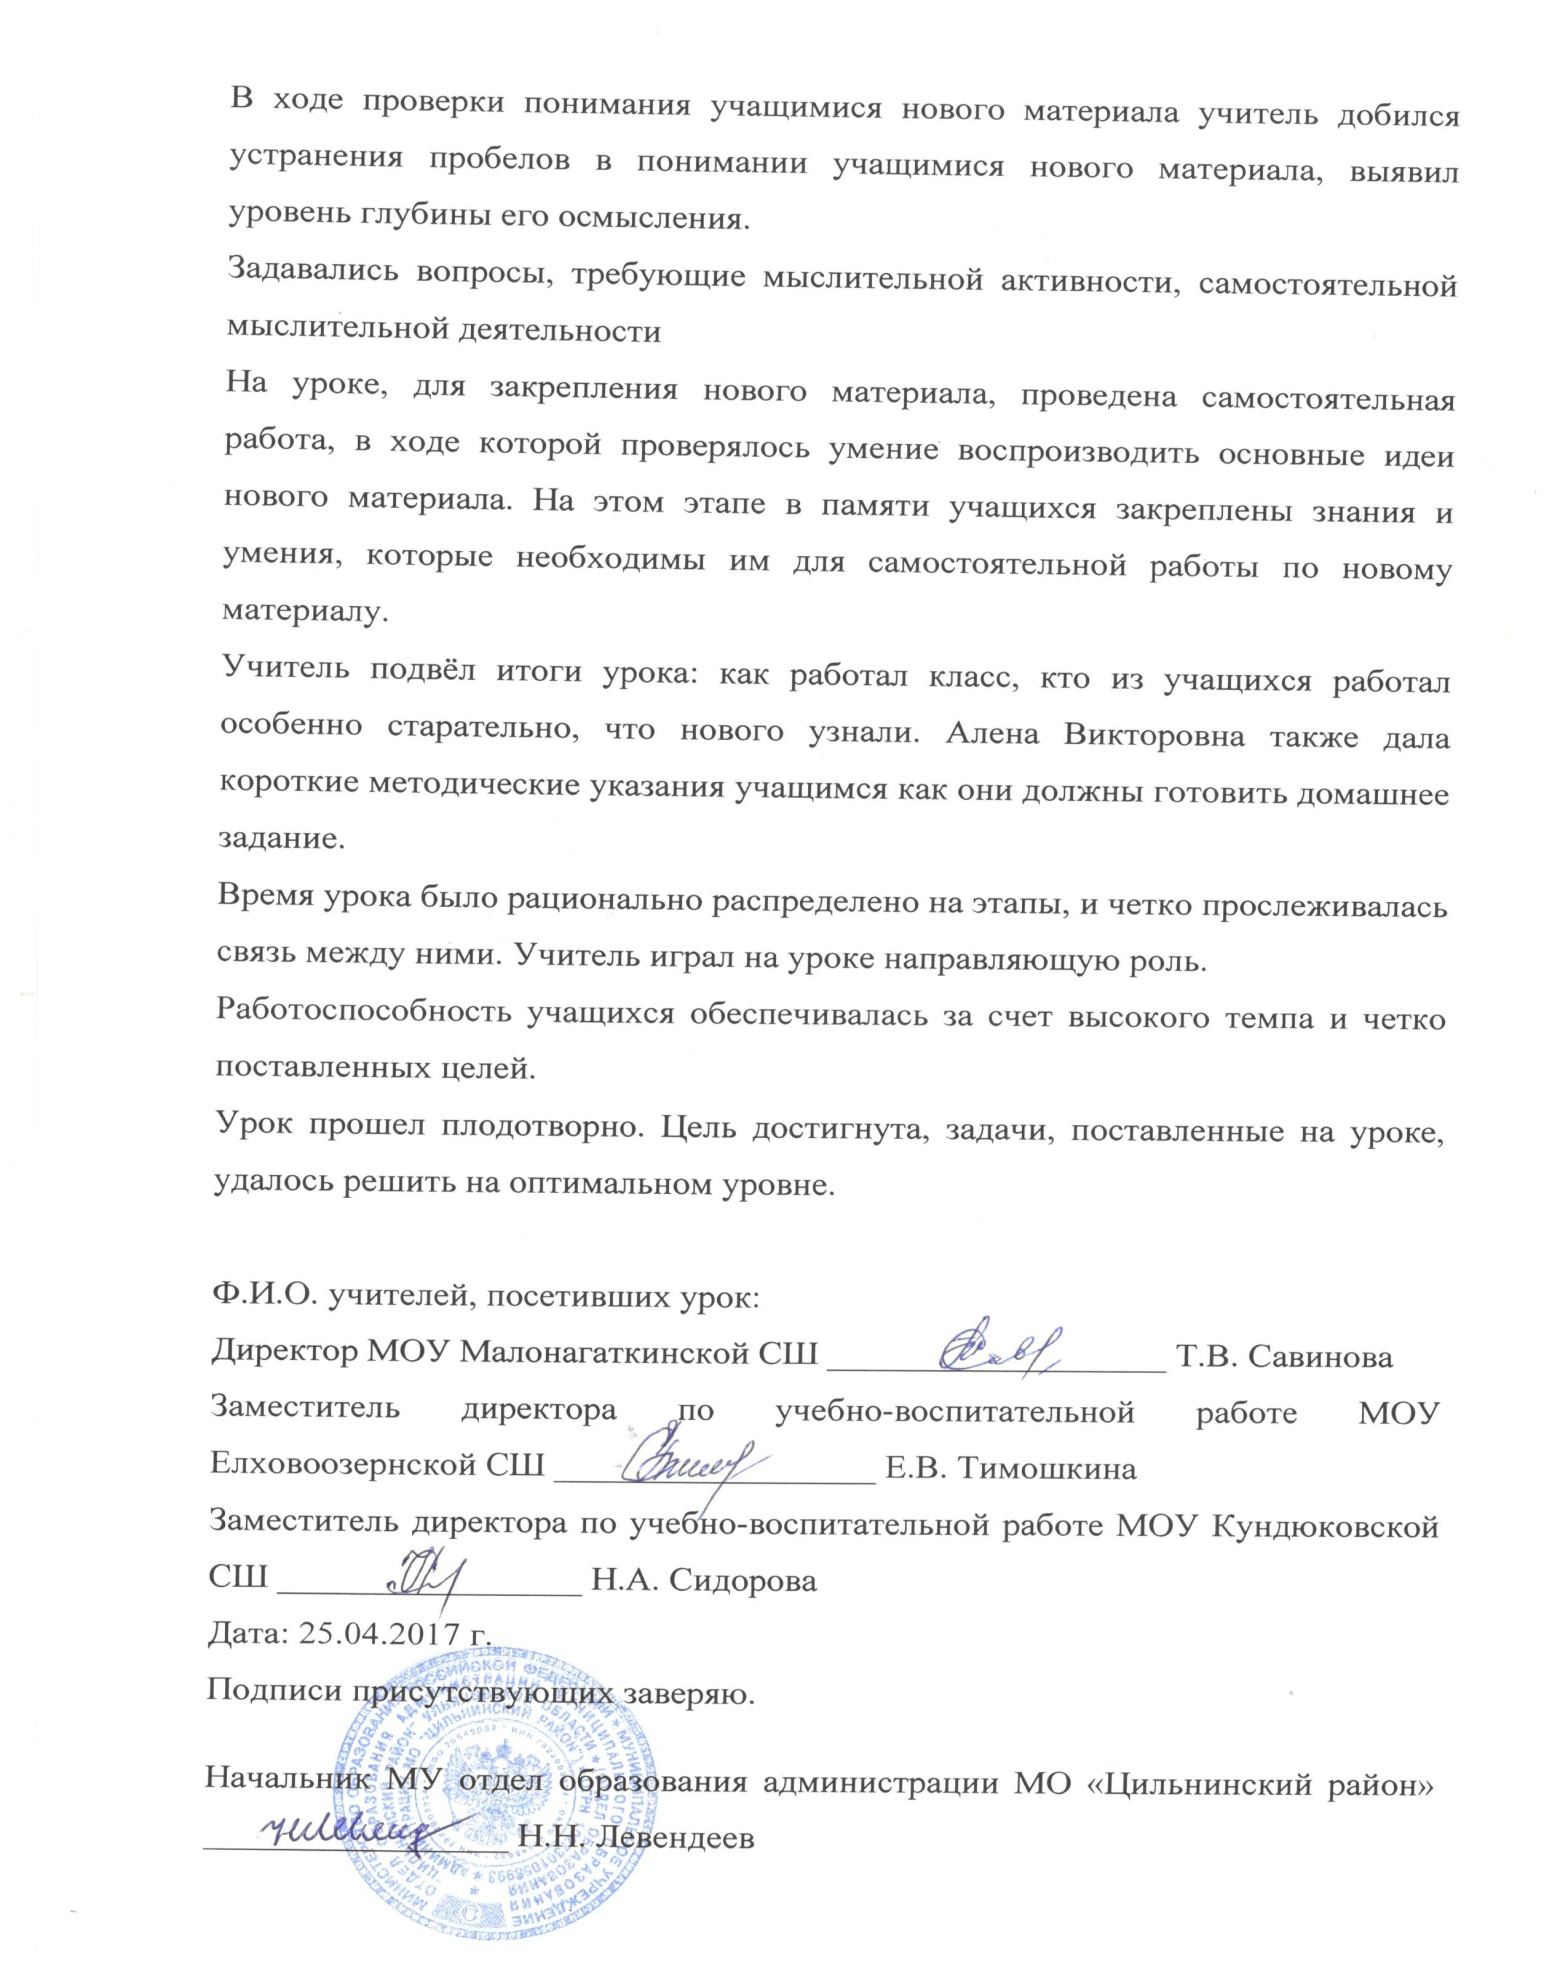 В ходе проверки понимания учащимися нового материала учитель добился
устранения пробелов в понимании учащимися нового материала, выявил
уровень глубины его осмысления.
Задавались вопросы, требующие мыслительной активности, самостоятельной
мыслительной деятельности
На уроке, для закрепления нового материала, проведена самостоятельная
работа, в ходе которой проверялось умение воспроизводить основные идеи
нового материала. На этом этапе в памяти учащихся закреплены знания и
умения, которые необходимы им для самостоятельной работы по новому
материалу.
Учитель подвёл итоги урока: как работал класс, кто из учащихся работал
особенно старательно, что нового узнали. Алена Викторовна также дала
короткие методические указания учащимся как они должны готовить домашнее
задание.
Время урока было рационально распределено на этапы, и четко прослеживалась
связь между ними. Учитель играл на уроке направляющую роль.
Работоспособность учащихся обеспечивалась за счет высокого темпа и четко
поставленных целей.
Урок прошел плодотворно. Цель достигнута, задачи, поставленные на уроке,
удалось решить на оптимальном уровне.
Ф.И.О. учителей, посетивших урок:
Директор МОУ Малонагаткинской СШ ____________________ Т.В. Савинова
Заместитель директора по учебно-воспитательной работе МОУ
Елховоозернской СШ ___________________ Е.В. Тимошкина
Заместитель директора по учебно-воспитательной работе МОУ Кундюковской
СШ __________________ Н.А. Сидорова
Дата: 25.04.2017 г.
Подписи присутствующих заверяю.
Начальник МУ отдел образования администрации МО «Цильнинский район»
__________________ Н.Н. Левендеев